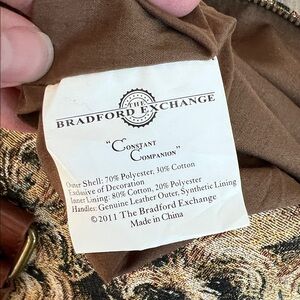 THE
BRADFORD EXCHANGE
"CONSTANT
COMPANION"
Outer Shell: 70% Polyester, 30% Cotton
Exclusive of Decoration
Inner Lining: 80% Cotton, 20% Polyester
Handles: Genuine Leather Outer, Synthetic Lining
©2011 The Bradford Exchange
Made in China